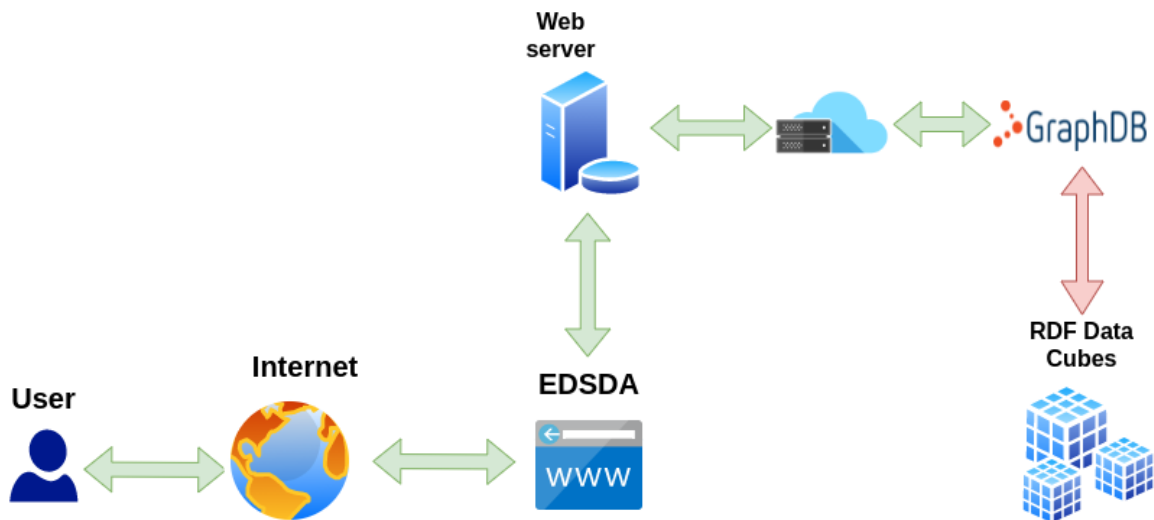 Web
server
GraphDB
RDF Data
Cubes
Internet
EDSDA
User
www